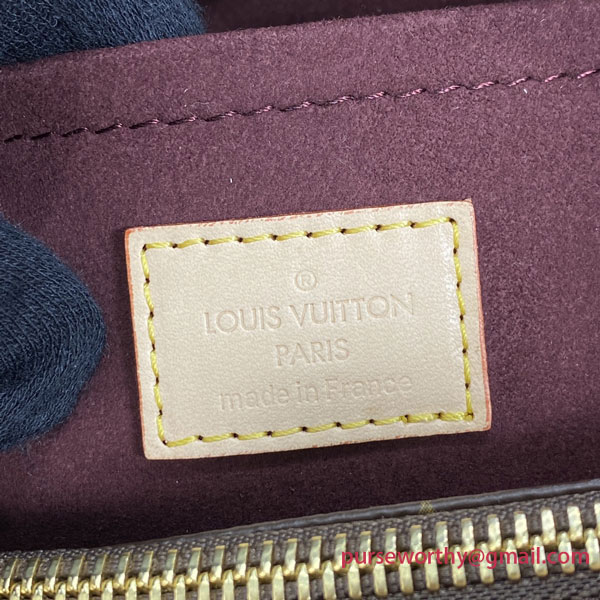 ®
LOUIS VUITTON
PARIS
made in France
purseworthy@gmail.com